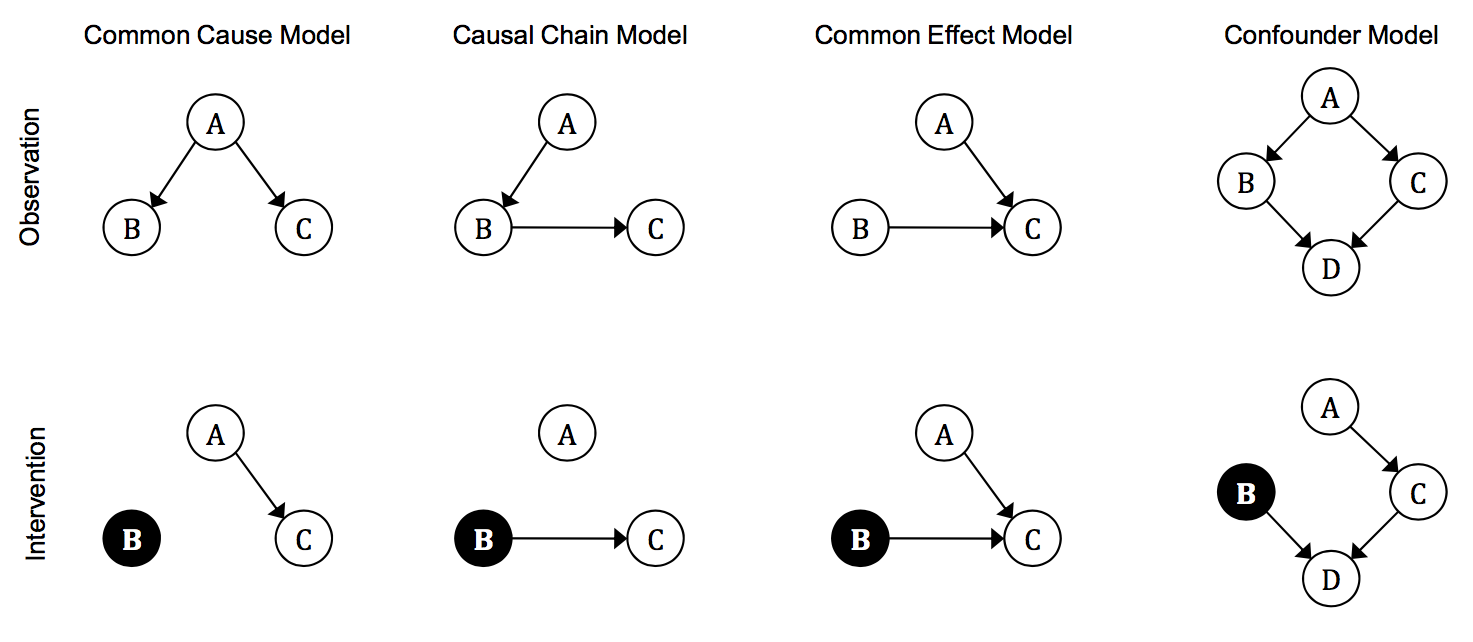 Common Cause Model
Causal Chain Model
Common Effect Model
Confounder Model
Observation
A
B
C
A
B
C
A
B
C
A
B
C
D
Intervention
A
B
C
A
B
C
A
B
C
A
B
C
D